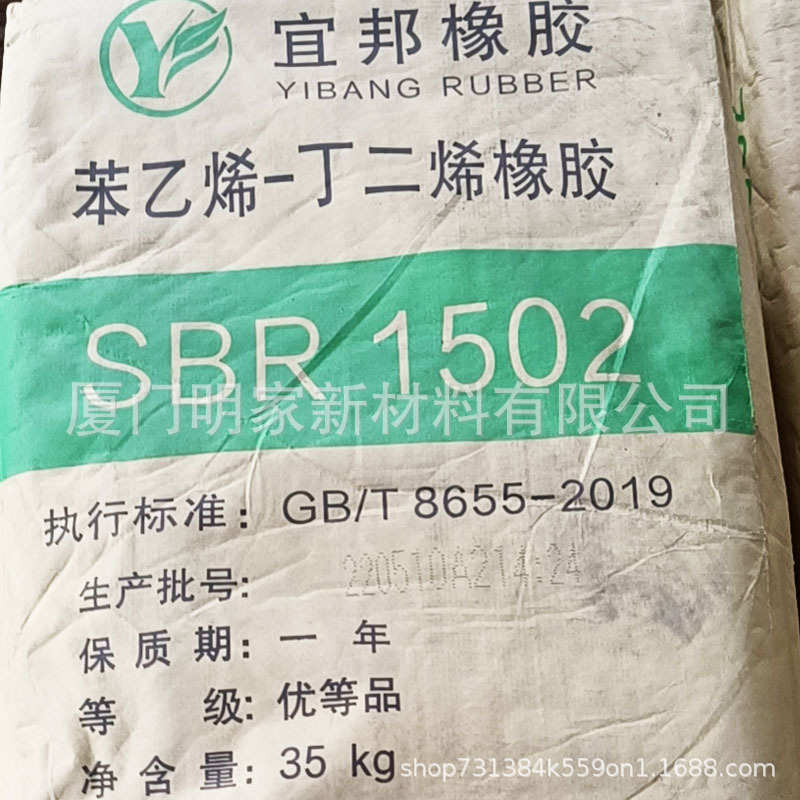 宜邦橡胶
YIBANG RUBBER
苯乙烯-丁二烯橡胶
SBR 1502
厦门明家新材料有限公司
执行标准: GB/T 8655-2019
生产批号: 220510A214:24
保质期: 一年
等级: 优等品
净含量: 35 kg
shop731384k559on1.1688.com